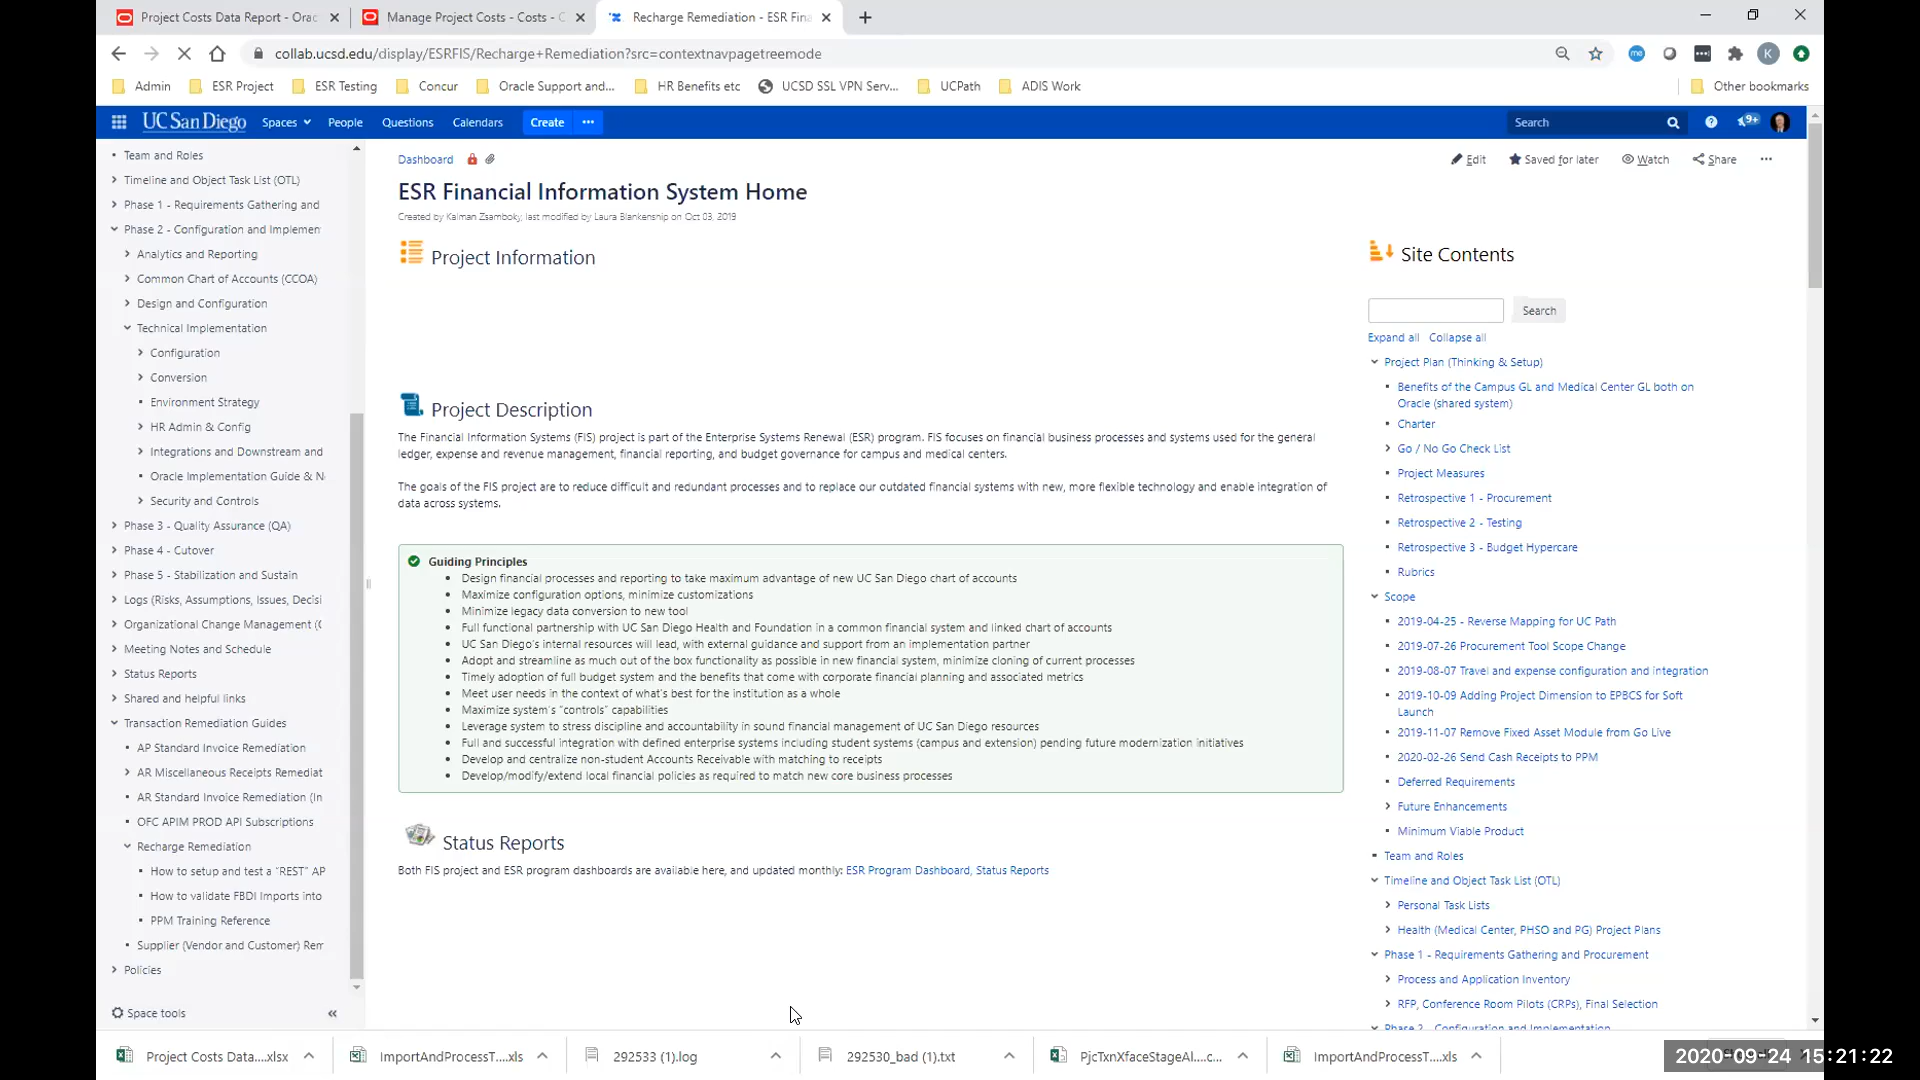 Project Costs Data Report - Orac
Manage Project Costs - Costs - C
Recharge Remediation - ESR Fina
collab.ucsd.edu/display/ESRFIS/Recharge+Remediation?src=contextnavpagetreemode
K
Admin
ESR Project
ESR Testing
Concur
Oracle Support and...
HR Benefits etc
UCSD SSL VPN Serv...
UCPath
ADIS Work
Other bookmarks
UC San Diego
Spaces
People
Questions
Calendars
Create
Search
9+
Team and Roles
Timeline and Object Task List (OTL)
Phase 1 - Requirements Gathering and
Phase 2 - Configuration and Implemen
Analytics and Reporting
Common Chart of Accounts (CCOA)
Design and Configuration
Technical Implementation
Configuration
Conversion
Environment Strategy
HR Admin & Config
Integrations and Downstream and
Oracle Implementation Guide & N
Security and Controls
Phase 3 - Quality Assurance (QA)
Phase 4 - Cutover
Phase 5 - Stabilization and Sustain
Logs (Risks, Assumptions, Issues, Decisi
Organizational Change Management (
Meeting Notes and Schedule
Status Reports
Shared and helpful links
Transaction Remediation Guides
AP Standard Invoice Remediation
AR Miscellaneous Receipts Remediat
AR Standard Invoice Remediation (In
OFC APIM PROD API Subscriptions
Recharge Remediation
How to setup and test a "REST" AP
How to validate FBDI Imports into
PPM Training Reference
Supplier (Vendor and Customer) Rem
Policies
Space tools
Dashboard
Edit
Saved for later
Watch
Share
ESR Financial Information System Home
Created by Kalman Zsamboky, last modified by Laura Blankenship on Oct 03, 2019
Project Information
Project Description
The Financial Information Systems (FIS) project is part of the Enterprise Systems Renewal (ESR) program. FIS focuses on financial business processes and systems used for the general
ledger, expense and revenue management, financial reporting, and budget governance for campus and medical centers.
The goals of the FIS project are to reduce difficult and redundant processes and to replace our outdated financial systems with new, more flexible technology and enable integration of
data across systems.
Guiding Principles
Design financial processes and reporting to take maximum advantage of new UC San Diego chart of accounts
Maximize configuration options, minimize customizations
Minimize legacy data conversion to new tool
Full functional partnership with UC San Diego Health and Foundation in a common financial system and linked chart of accounts
UC San Diego's internal resources will lead, with external guidance and support from an implementation partner
Adopt and streamline as much out of the box functionality as possible in new financial system, minimize cloning of current processes
Timely adoption of full budget system and the benefits that come with corporate financial planning and associated metrics
Meet user needs in the context of what's best for the institution as a whole
Maximize system's "controls" capabilities
Leverage system to stress discipline and accountability in sound financial management of UC San Diego resources
Full and successful integration with defined enterprise systems including student systems (campus and extension) pending future modernization initiatives
Develop and centralize non-student Accounts Receivable with matching to receipts
Develop/modify/extend local financial policies as required to match new core business processes
Status Reports
Both FIS project and ESR program dashboards are available here, and updated monthly: ESR Program Dashboard, Status Reports
Site Contents
Search
Expand all Collapse all
Project Plan (Thinking & Setup)
Benefits of the Campus GL and Medical Center GL both on
Oracle (shared system)
Charter
Go / No Go Check List
Project Measures
Retrospective 1 - Procurement
Retrospective 2 - Testing
Retrospective 3 - Budget Hypercare
Rubrics
Scope
2019-04-25 - Reverse Mapping for UC Path
2019-07-26 Procurement Tool Scope Change
2019-08-07 Travel and expense configuration and integration
2019-10-09 Adding Project Dimension to EPBCS for Soft
Launch
2019-11-07 Remove Fixed Asset Module from Go Live
2020-02-26 Send Cash Receipts to PPM
Deferred Requirements
Future Enhancements
Minimum Viable Product
Team and Roles
Timeline and Object Task List (OTL)
Personal Task Lists
Health (Medical Center, PHSO and PG) Project Plans
Phase 1 - Requirements Gathering and Procurement
Process and Application Inventory
RFP, Conference Room Pilots (CRPs), Final Selection
Phase 2 - Configuration and Implementation
Project Costs Data....xlsx
ImportAndProcessT....xls
292533 (1).log
292530_bad (1).txt
PjcTxnXfaceStageAl....c...
ImportAndProcessT....xls
2020-09-24 15:21:22